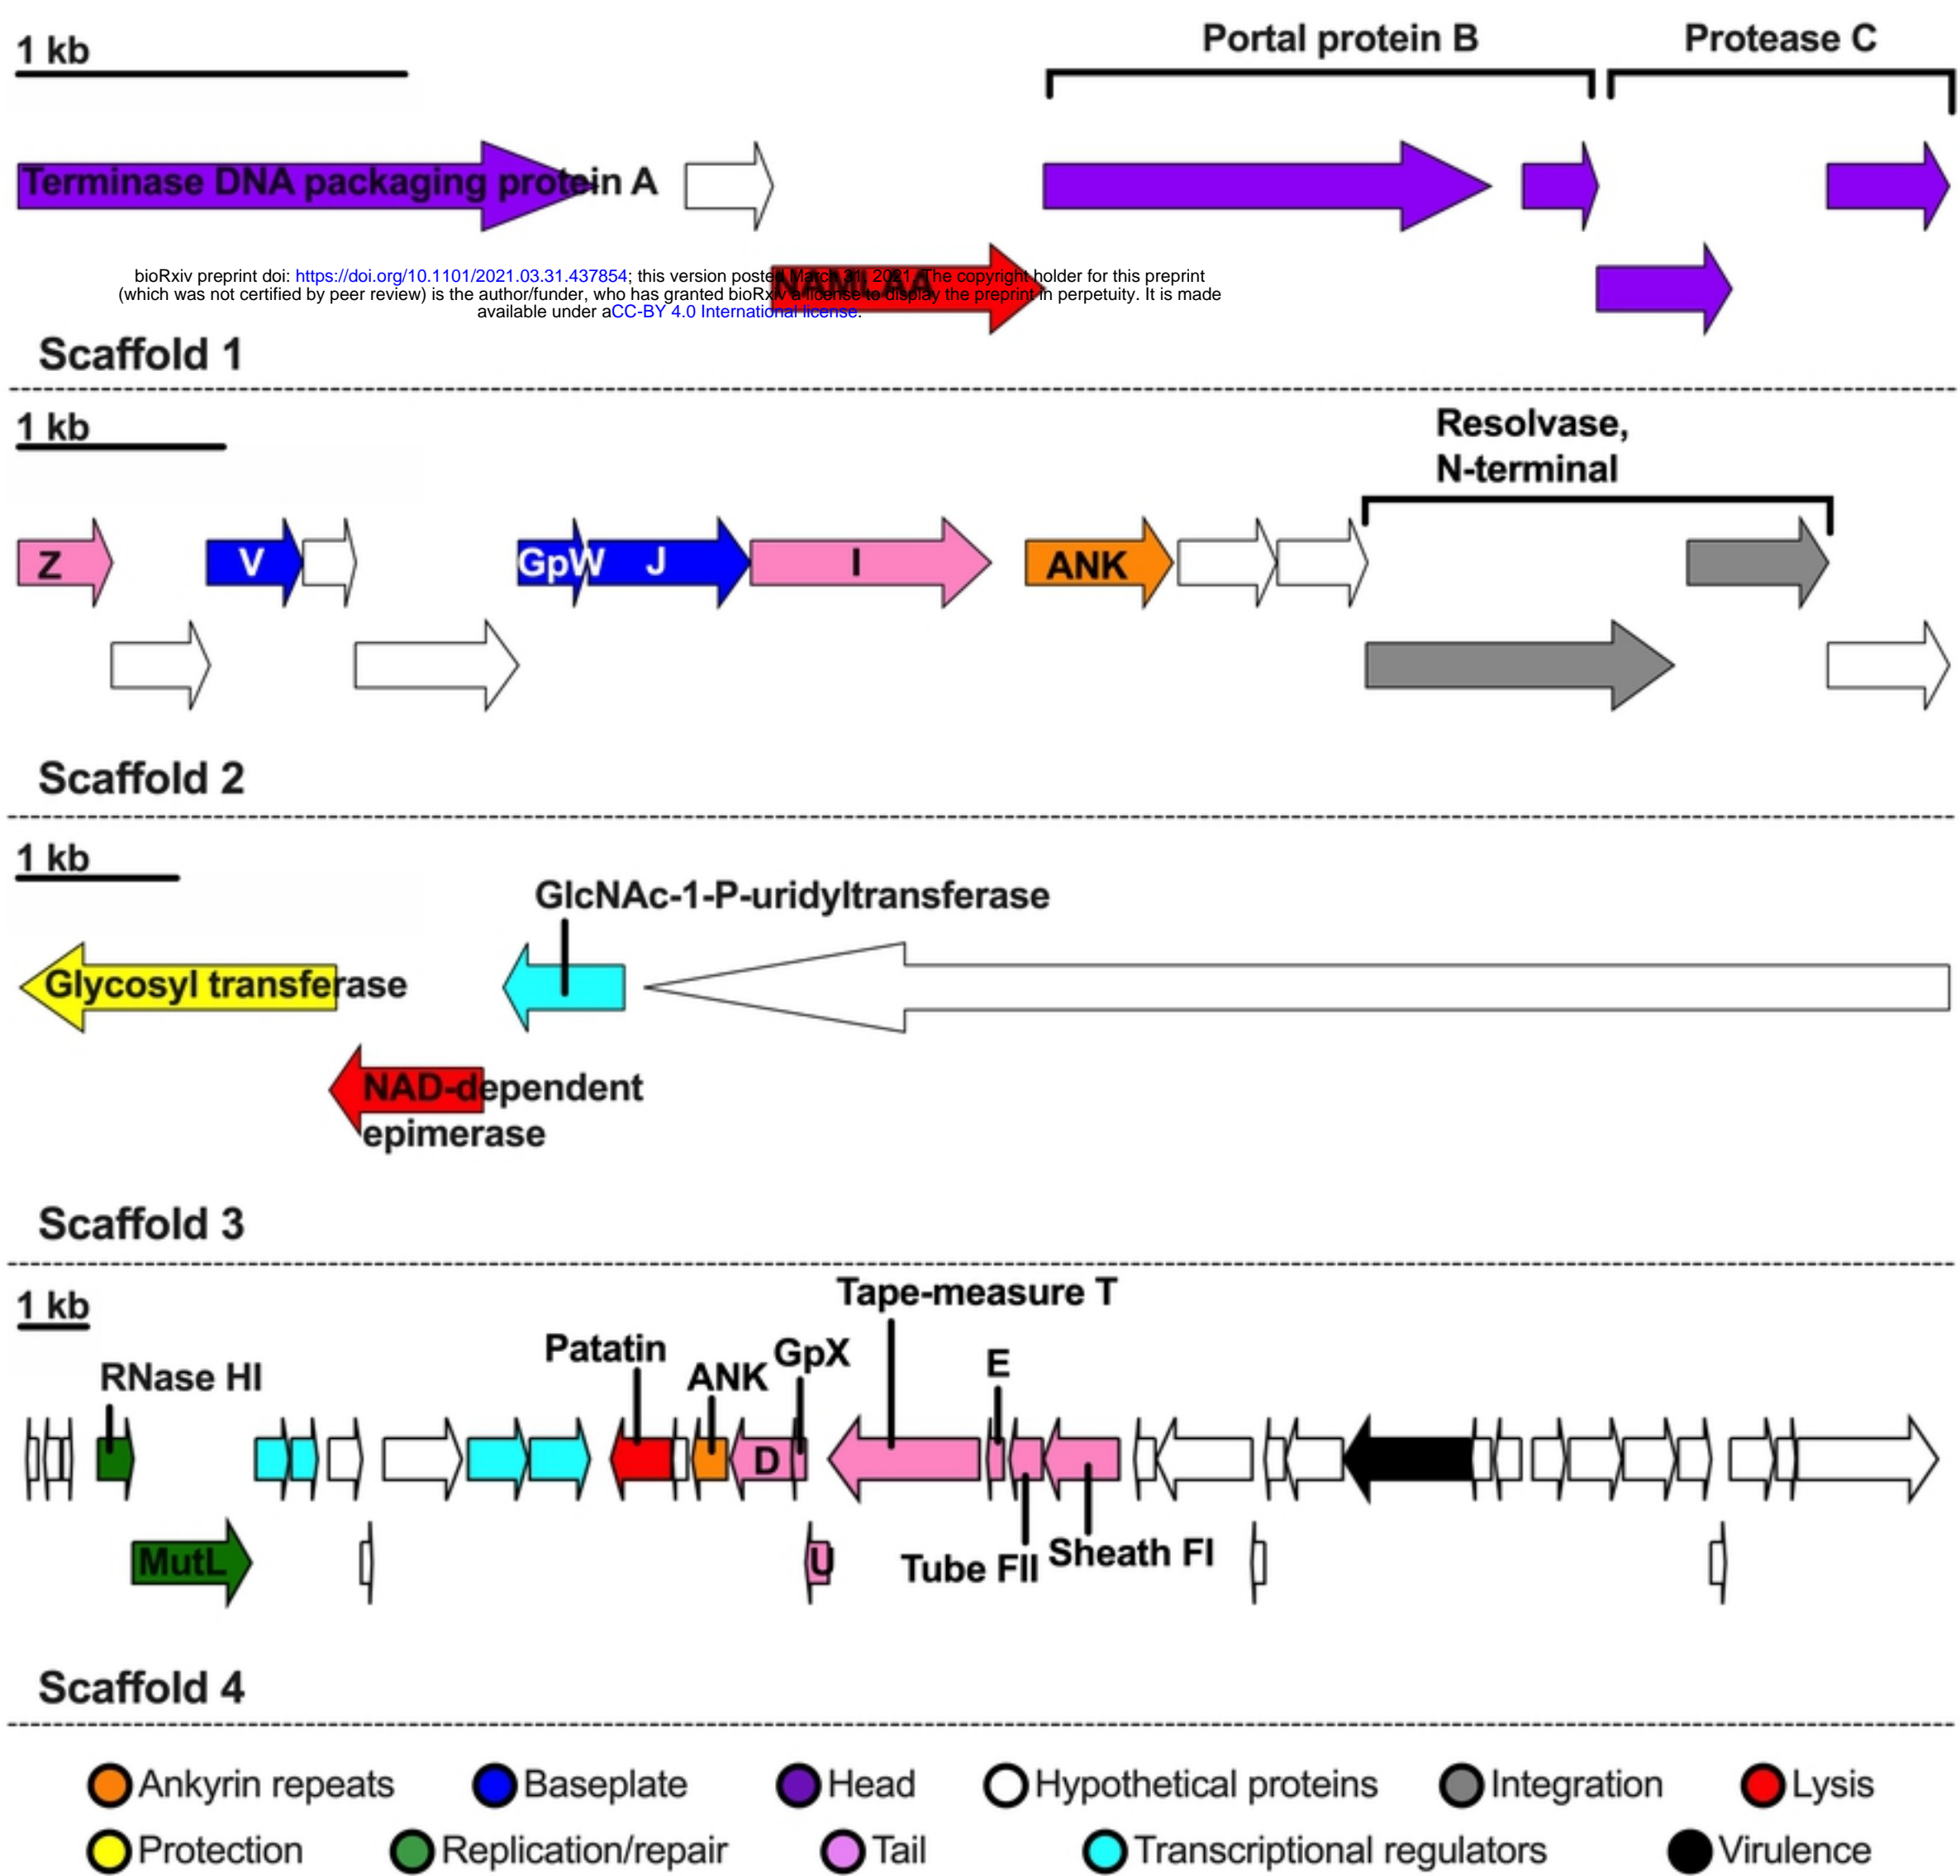 1 kb
Portal protein B
Protease C
Terminase DNA packaging protein A
NAMLAA
bioRxiv preprint doi: https://doi.org/10.1101/2021.03.31.437854; this version posted March 31, 2021. The copyright holder for this preprint
(which was not certified by peer review) is the author/funder, who has granted bioRxiv a license to display the preprint in perpetuity. It is made
available under aCC-BY 4.0 International license.
Scaffold 1
1 kb
Resolvase,
N-terminal
Z
V
GpW
J
I
ANK
Scaffold 2
1 kb
GlcNAc-1-P-uridyltransferase
Glycosyl transferase
NAD-dependent
epimerase
Scaffold 3
1 kb
Tape-measure T
Patatin
GpX
E
RNase HI
ANK
D
MutL
U
Tube FII
Sheath FI
Scaffold 4
Ankyrin repeats
Baseplate
Head
Hypothetical proteins
Integration
Lysis
Protection
Replication/repair
Tail
Transcriptional regulators
Virulence